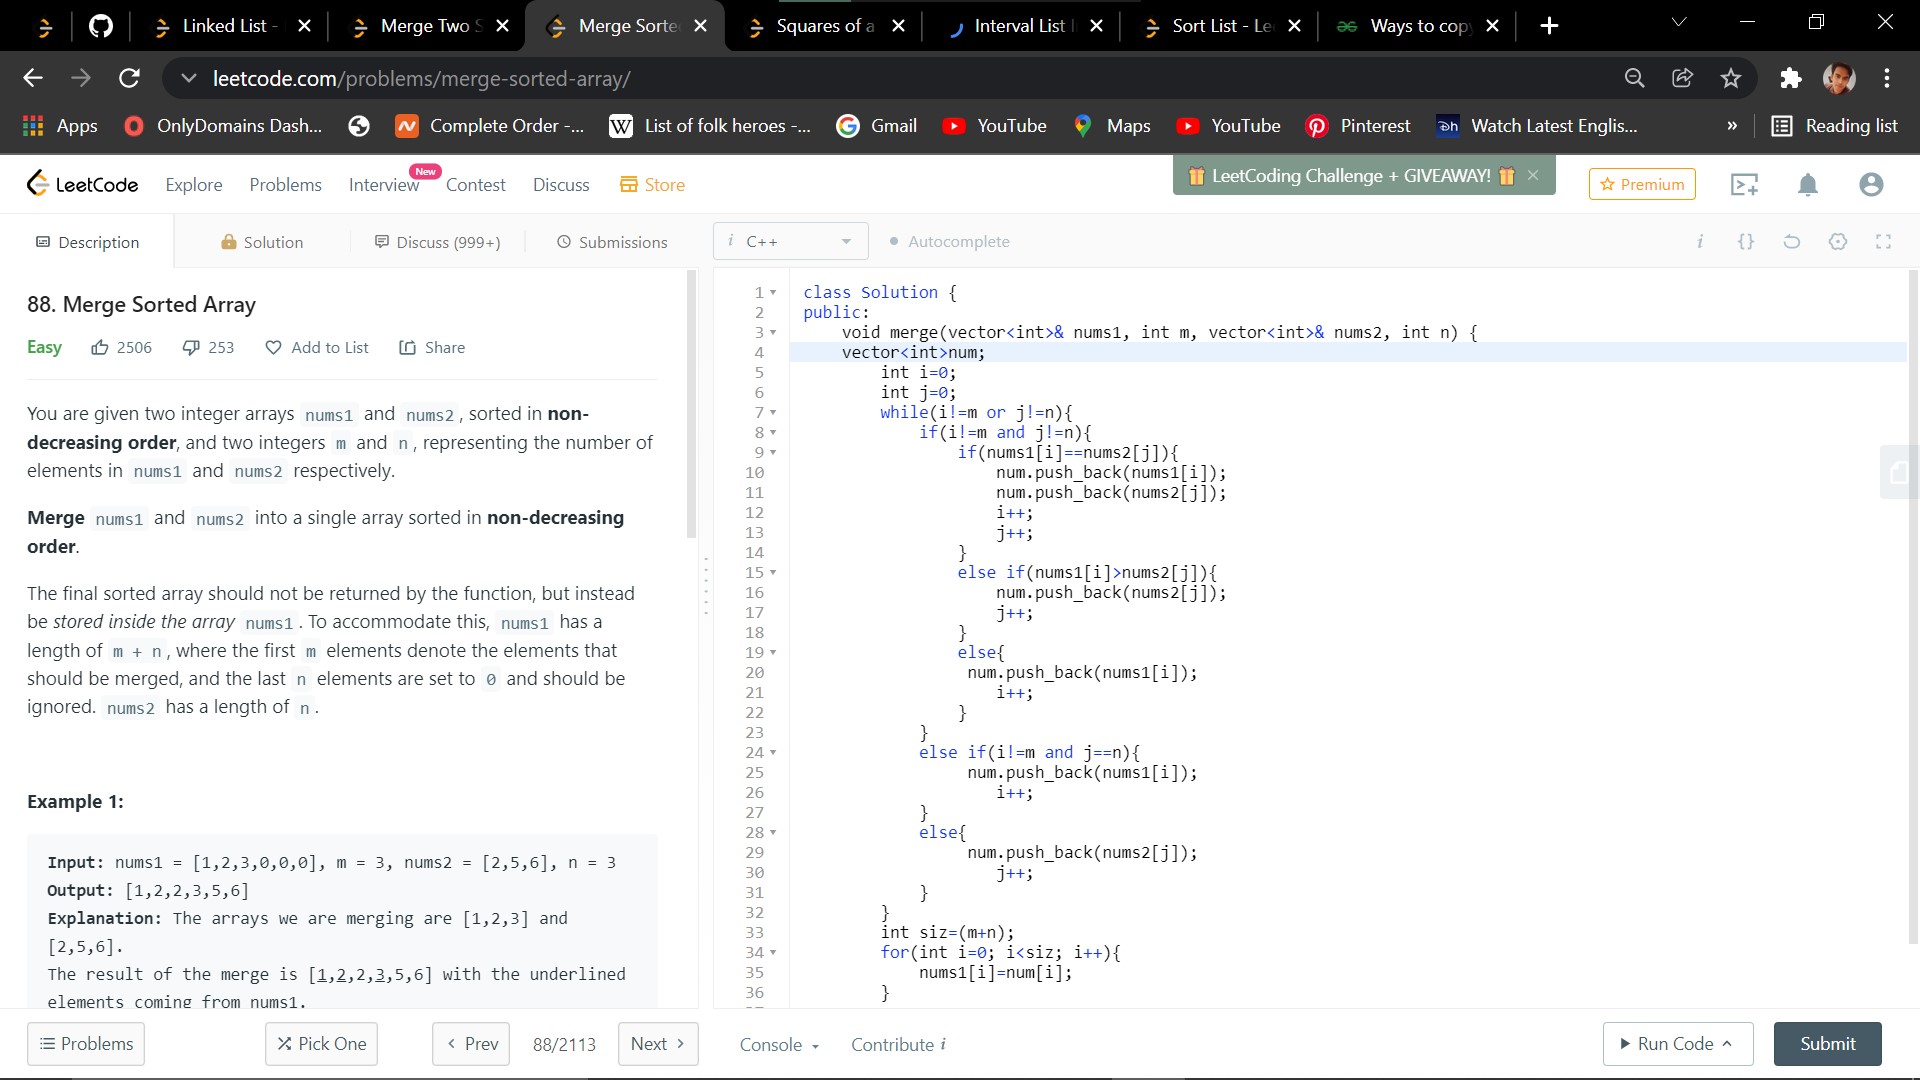 Linked List -
Merge Two S
Merge Sorte
Squares of a
Interval List I
Sort List - Le
Ways to copy
leetcode.com/problems/merge-sorted-array/
Apps
OnlyDomains Dash...
Complete Order -...
W List of folk heroes -...
Gmail
YouTube
Maps
YouTube
Pinterest
Watch Latest Englis...
»
Reading list
LeetCode
Explore
Problems
Interview
New
Contest
Discuss
Store
LeetCoding Challenge + GIVEAWAY!
Premium
Description
Solution
Discuss (999+)
Submissions
i C++
Autocomplete
i {}
88. Merge Sorted Array
Easy 2506 253 Add to List Share
You are given two integer arrays nums1 and nums2, sorted in non-
decreasing order, and two integers m and n, representing the number of
elements in nums1 and nums2 respectively.
Merge nums1 and nums2 into a single array sorted in non-decreasing
order.
The final sorted array should not be returned by the function, but instead
be stored inside the array nums1. To accommodate this, nums1 has a
length of m + n, where the first m elements denote the elements that
should be merged, and the last n elements are set to 0 and should be
ignored. nums2 has a length of n.
Example 1:
Input: nums1 = [1,2,3,0,0,0], m = 3, nums2 = [2,5,6], n = 3
Output: [1,2,2,3,5,6]
Explanation: The arrays we are merging are [1,2,3] and
[2,5,6].
The result of the merge is [1,2,2,3,5,6] with the underlined
elements coming from nums1.
1 class Solution {
2 public:
3 void merge(vector<int>& nums1, int m, vector<int>& nums2, int n) {
4 vector<int>num;
5 int i=0;
6 int j=0;
7 while(i!=m or j!=n){
8 if(i!=m and j!=n){
9 if(nums1[i]==nums2[j]){
10 num.push_back(nums1[i]);
11 num.push_back(nums2[j]);
12 i++;
13 j++;
14 }
15 else if(nums1[i]>nums2[j]){
16 num.push_back(nums2[j]);
17 j++;
18 }
19 else{
20 num.push_back(nums1[i]);
21 i++;
22 }
23 }
24 else if(i!=m and j==n){
25 num.push_back(nums1[i]);
26 i++;
27 }
28 else{
29 num.push_back(nums2[j]);
30 j++;
31 }
32 }
33 int siz=(m+n);
34 for(int i=0; i<siz; i++){
35 nums1[i]=num[i];
36 }
Problems
Pick One
Prev
88/2113
Next
Console
Contribute i
Run Code
Submit